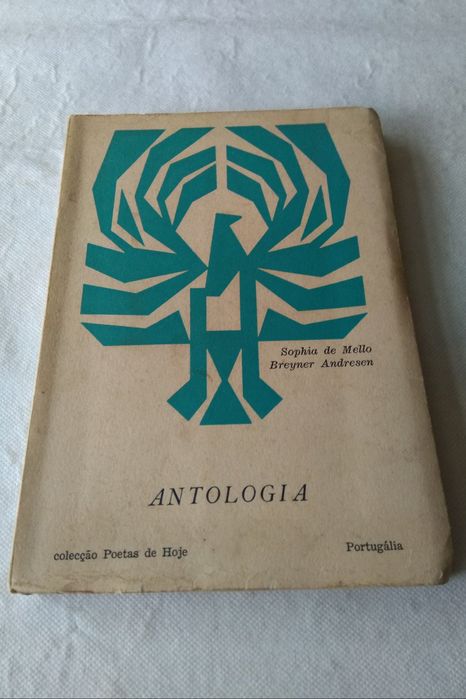 Sophia de Mello
Breyner Andresen
ANTOLOGIA
colecção Poetas de Hoje
Portugália